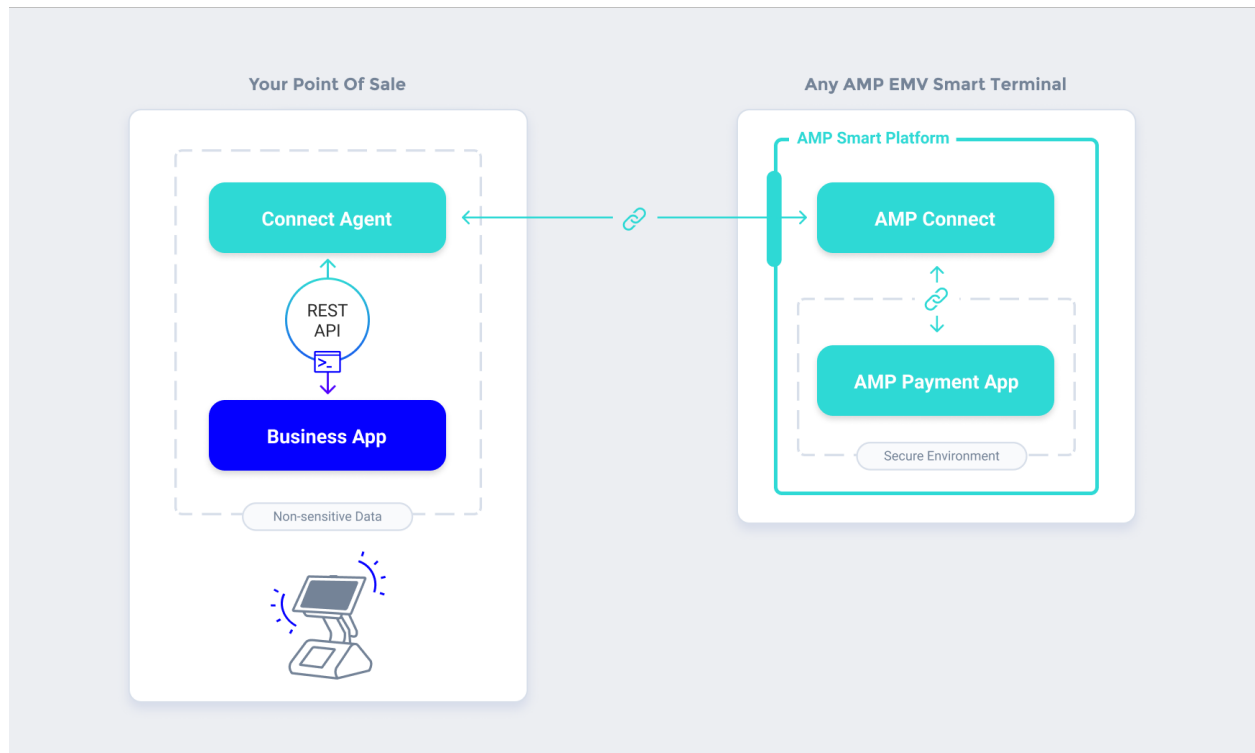 Your Point Of Sale
Connect Agent
REST
API
>_
Business App
Non-sensitive Data
Any AMP EMV Smart Terminal
AMP Smart Platform
AMP Connect
AMP Payment App
Secure Environment